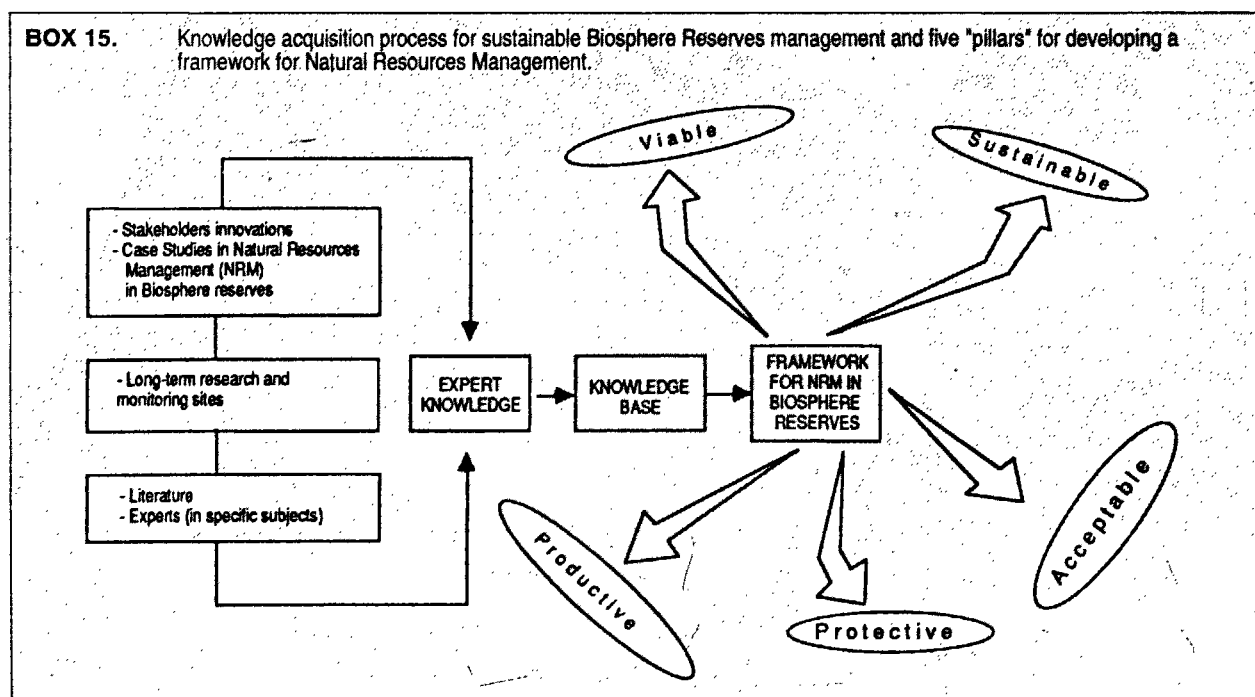 BOX 15. Knowledge acquisition process for sustainable Biosphere Reserves management and five "pillars" for developing a
framework for Natural Resources Management.
Viable
Sustainable
- Stakeholders innovations
- Case Studies in Natural Resources
Management (NRM)
in Biosphere reserves
- Long-term research and
monitoring sites
- Literature
- Experts (in specific subjects)
EXPERT
KNOWLEDGE
KNOWLEDGE
BASE
FRAMEWORK
FOR NRM IN
BIOSPHERE
RESERVES
Acceptable
Productive
Protective